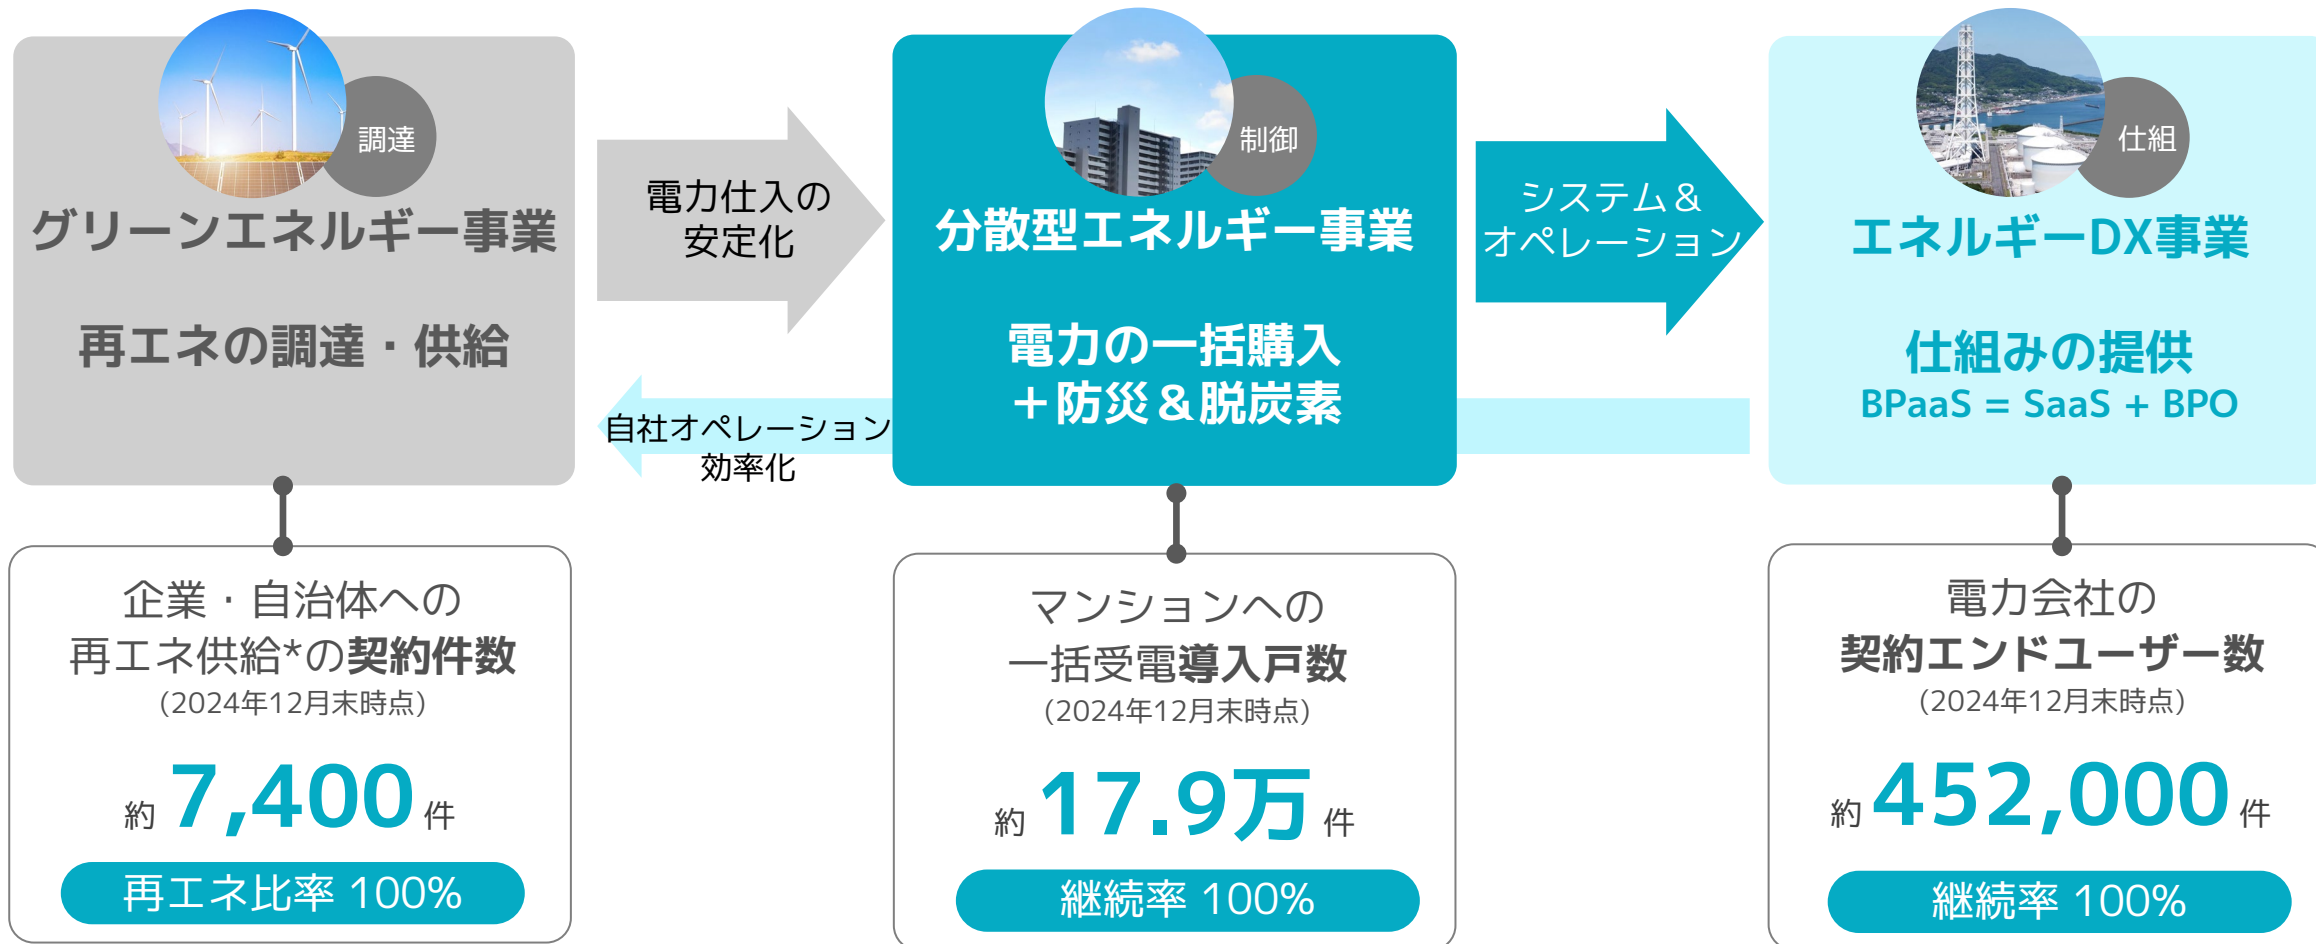 調達
グリーンエネルギー事業
再エネの調達・供給
電力仕入の
安定化
制御
分散型エネルギー事業
電力の一括購入
＋防災＆脱炭素
システム＆
オペレーション
仕組
エネルギーDX事業
仕組みの提供
BPaaS = SaaS + BPO
自社オペレーション
効率化
企業・自治体への
再エネ供給*の契約件数
(2024年12月末時点)
約 7,400 件
再エネ比率 100%
マンションへの
一括受電導入戸数
(2024年12月末時点)
約 17.9万 件
継続率 100%
電力会社の
契約エンドユーザー数
(2024年12月末時点)
約 452,000 件
継続率 100%